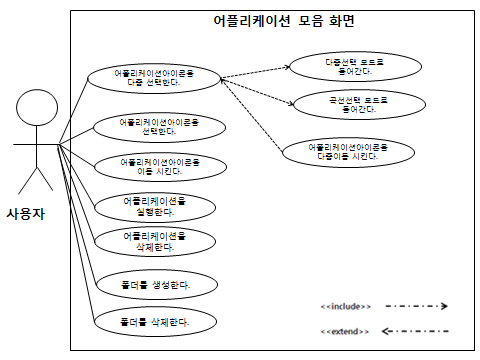 어플리케이션 모음 화면
어플리케이션아이콘을
다중 선택한다.
다중선택 모드로
들어간다.
곡선선택 모드로
들어간다.
어플리케이션아이콘을
선택한다.
어플리케이션아이콘을
이동 시킨다.
어플리케이션아이콘을
다중이동 시킨다.
어플리케이션을
실행한다.
사용자
어플리케이션을
삭제한다.
폴더를 생성한다.
폴더를 삭제한다.
<<include>>
<<extend>>